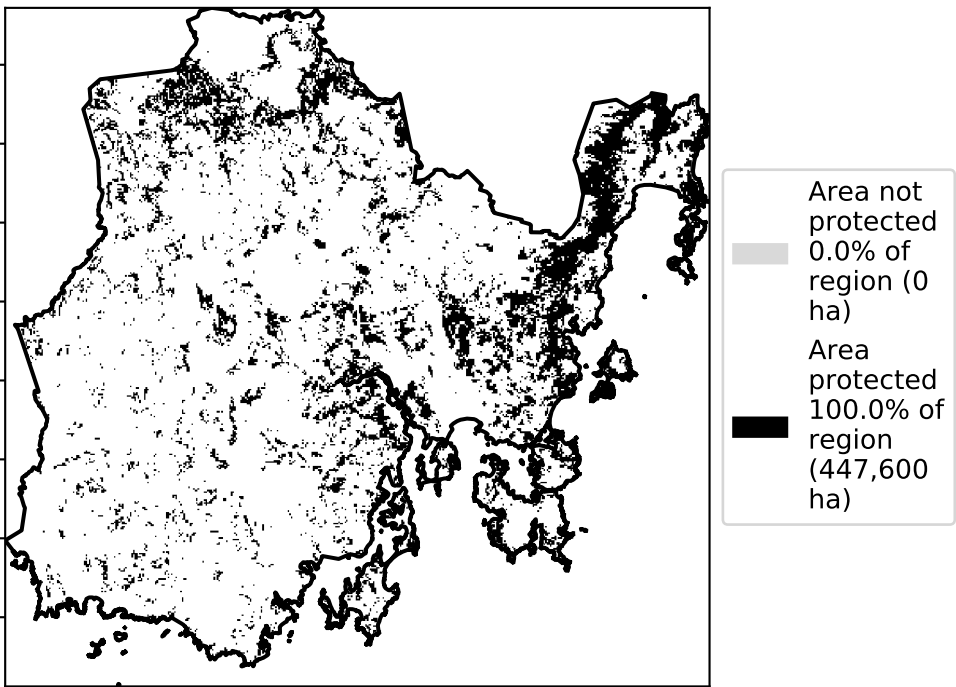 Area not
protected
0.0% of
region (0
ha)
Area
protected
100.0% of
region
(447,600
ha)